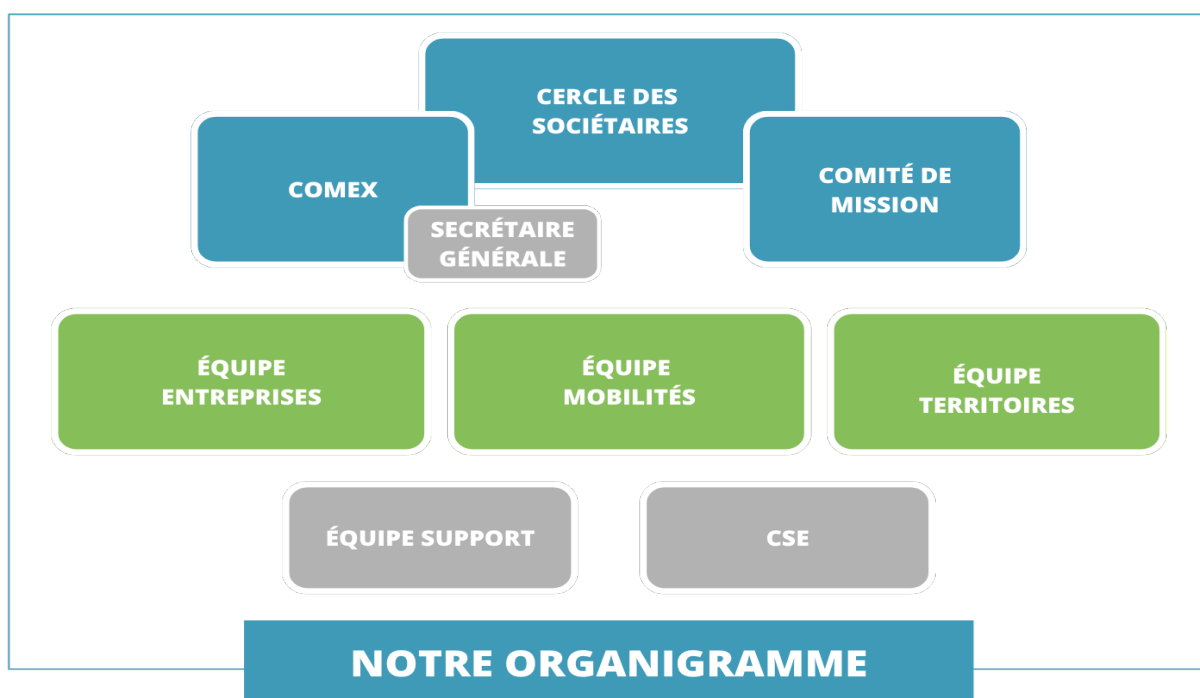 CERCLE DES
SOCIÉTAIRES
COMEX
COMITÉ DE
MISSION
SECRÉTAIRE
GÉNÉRALE
ÉQUIPE
ENTREPRISES
ÉQUIPE
MOBILITÉS
ÉQUIPE
TERRITOIRES
ÉQUIPE SUPPORT
CSE
NOTRE ORGANIGRAMME